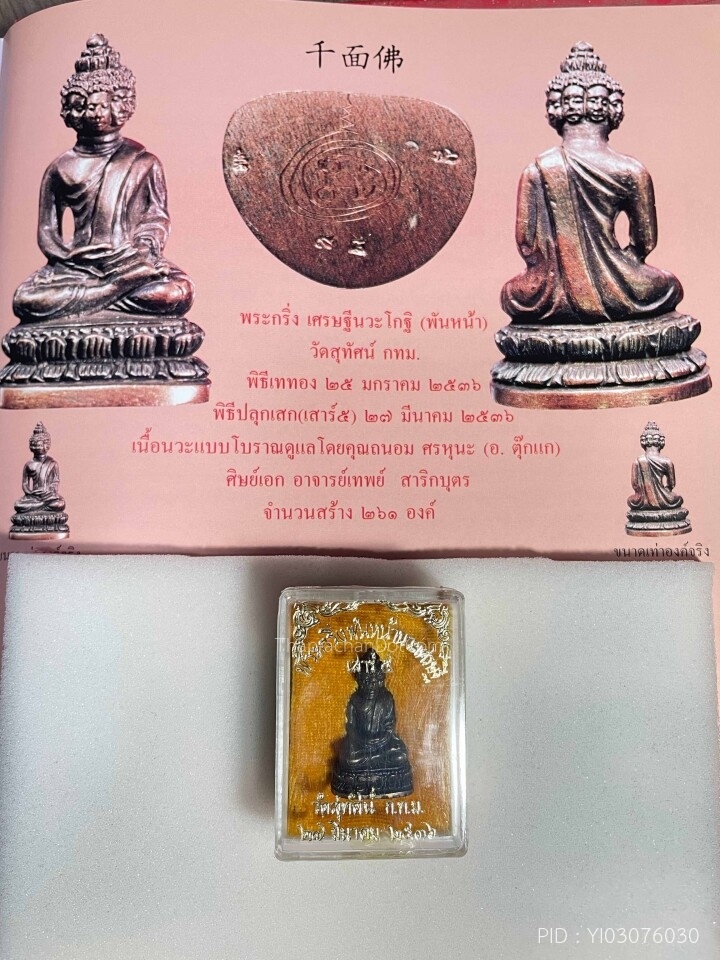 千面佛
พระกริ่ง เศรษฐีนวะโกฐิ (พันหน้า)
วัดสุทัศน์ กทม.
พิธีเททอง ๒๕ มกราคม ๒๕๓๖
พิธีปลุกเสก(เสาร์๕) ๒๗ มีนาคม ๒๕๓๖
เนื้อนวะแบบโบราณดูแลโดยคุณถนอม ศรหุนะ (อ. ตุ๊กแก)
ศิษย์เอก อาจารย์เทพย์ สาริกบุตร
จำนวนสร้าง ๒๖๑ องค์
ขนาดเท่าองค์จริง
ThaprachanDot
เสาร์ ๕
วัดสุทัศน์ ก.ท.ม.
๒๗ มีนาคม ๒๕๓๖
PID : YI03076030